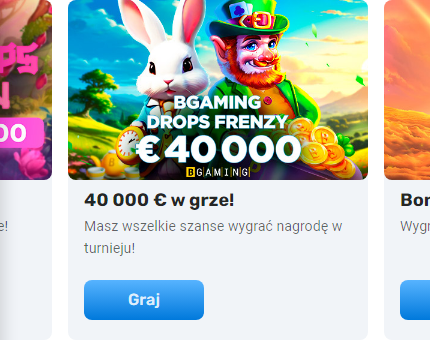 BGAMING
DROPS FRENZY
€40 000
BGAMING
40 000 € w grze!
Masz wszelkie szanse wygrać nagrodę w
turnieju!
Graj